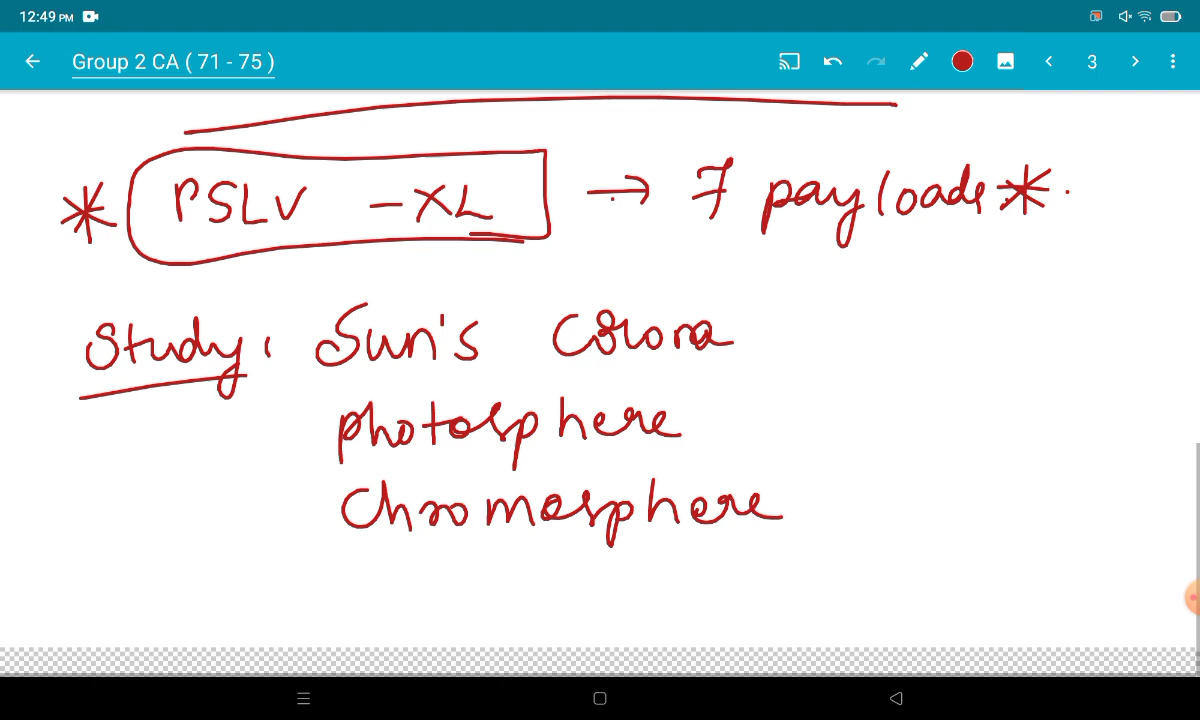 12:49 PM
Group 2 CA ( 71 - 75 )
3
* PSLV - XL → 7 payloads * .
Study : Sun's Corona
photosphere
Chromosphere